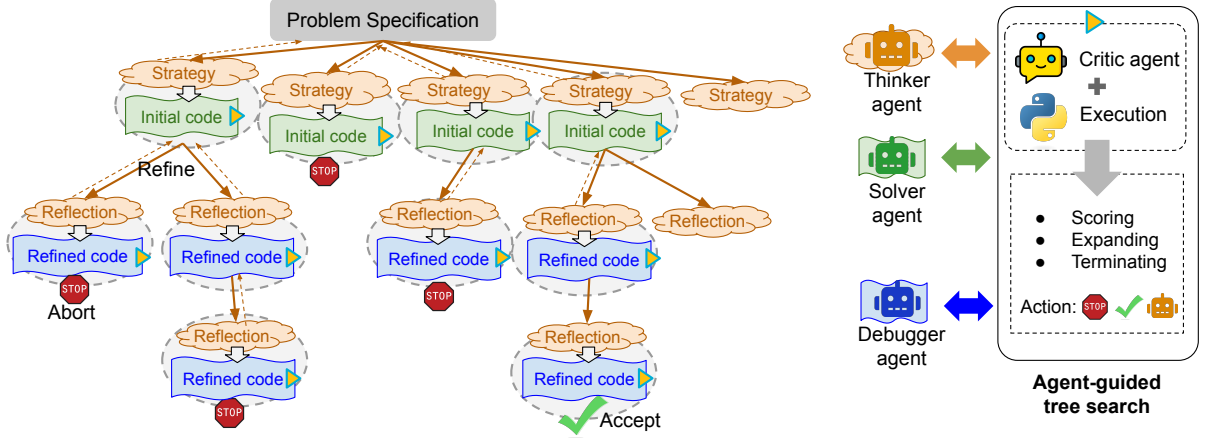 Problem Specification
Strategy
Initial code
Strategy
Initial code
STOP
Strategy
Initial code
Strategy
Initial code
Strategy
Refine
Reflection
Refined code
STOP
Abort
Reflection
Refined code
Reflection
Refined code
STOP
Reflection
Refined code
Reflection
Reflection
Refined code
STOP
Reflection
Refined code
Accept
Thinker
agent
Solver
agent
Debugger
agent
Critic agent
+
Execution
● Scoring
● Expanding
● Terminating
Action: STOP
Agent-guided
tree search